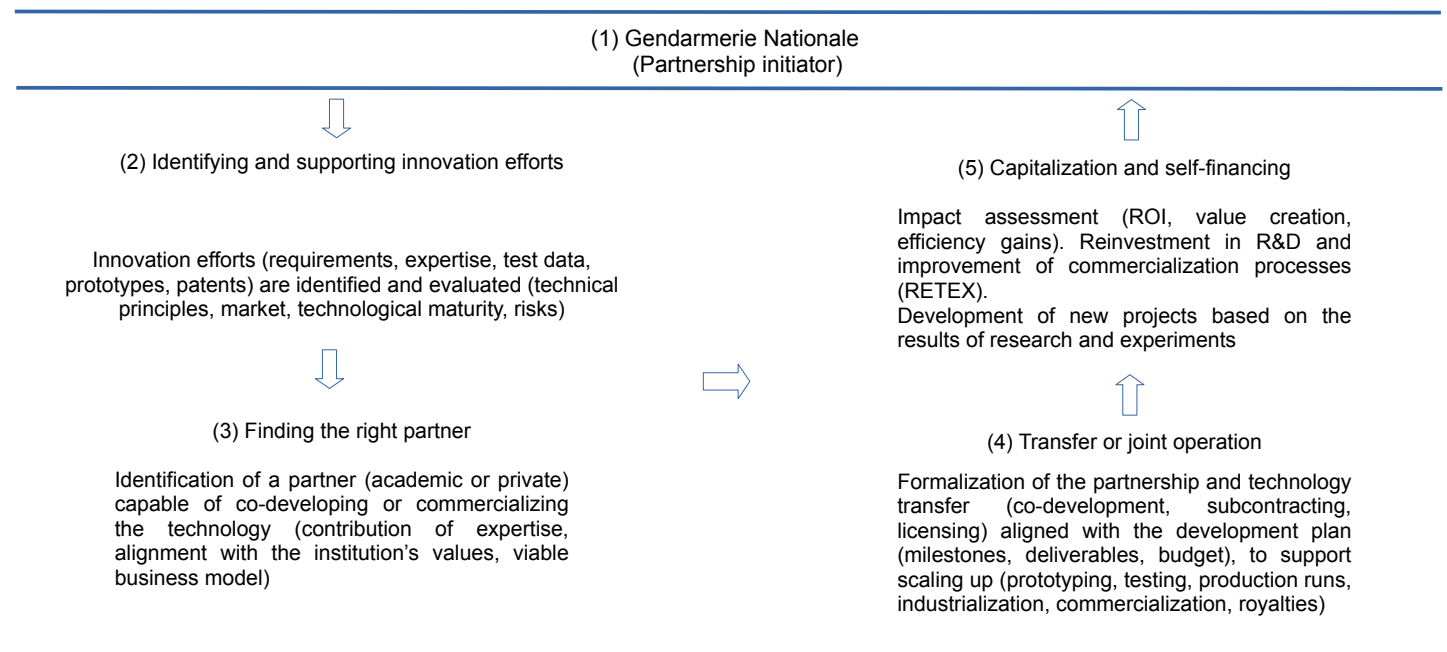 (1) Gendarmerie Nationale
(Partnership initiator)
(2) Identifying and supporting innovation efforts
Innovation efforts (requirements, expertise, test data,
prototypes, patents) are identified and evaluated (technical
principles, market, technological maturity, risks)
(3) Finding the right partner
Identification of a partner (academic or private)
capable of co-developing or commercializing
the technology (contribution of expertise,
alignment with the institution’s values, viable
business model)
(4) Transfer or joint operation
Formalization of the partnership and technology
transfer (co-development, subcontracting,
licensing) aligned with the development plan
(milestones, deliverables, budget), to support
scaling up (prototyping, testing, production runs,
industrialization, commercialization, royalties)
(5) Capitalization and self-financing
Impact assessment (ROI, value creation,
efficiency gains). Reinvestment in R&D and
improvement of commercialization processes
(RETEX).
Development of new projects based on the
results of research and experiments